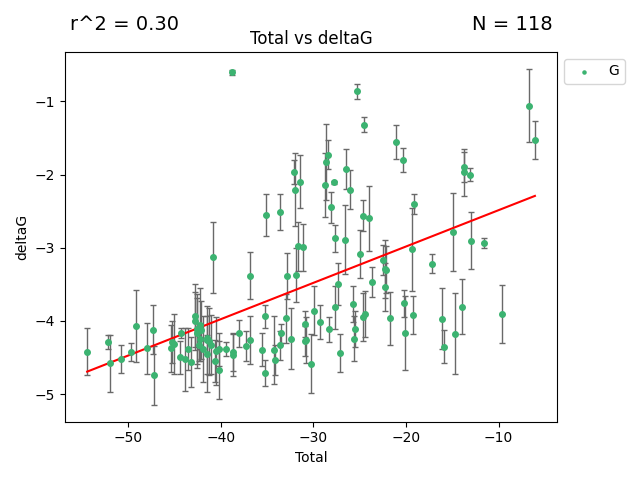 r^2 = 0.30
N = 118
Total vs deltaG
G
deltaG
−1
−2
−3
−4
−5
−50
−40
−30
−20
−10
Total